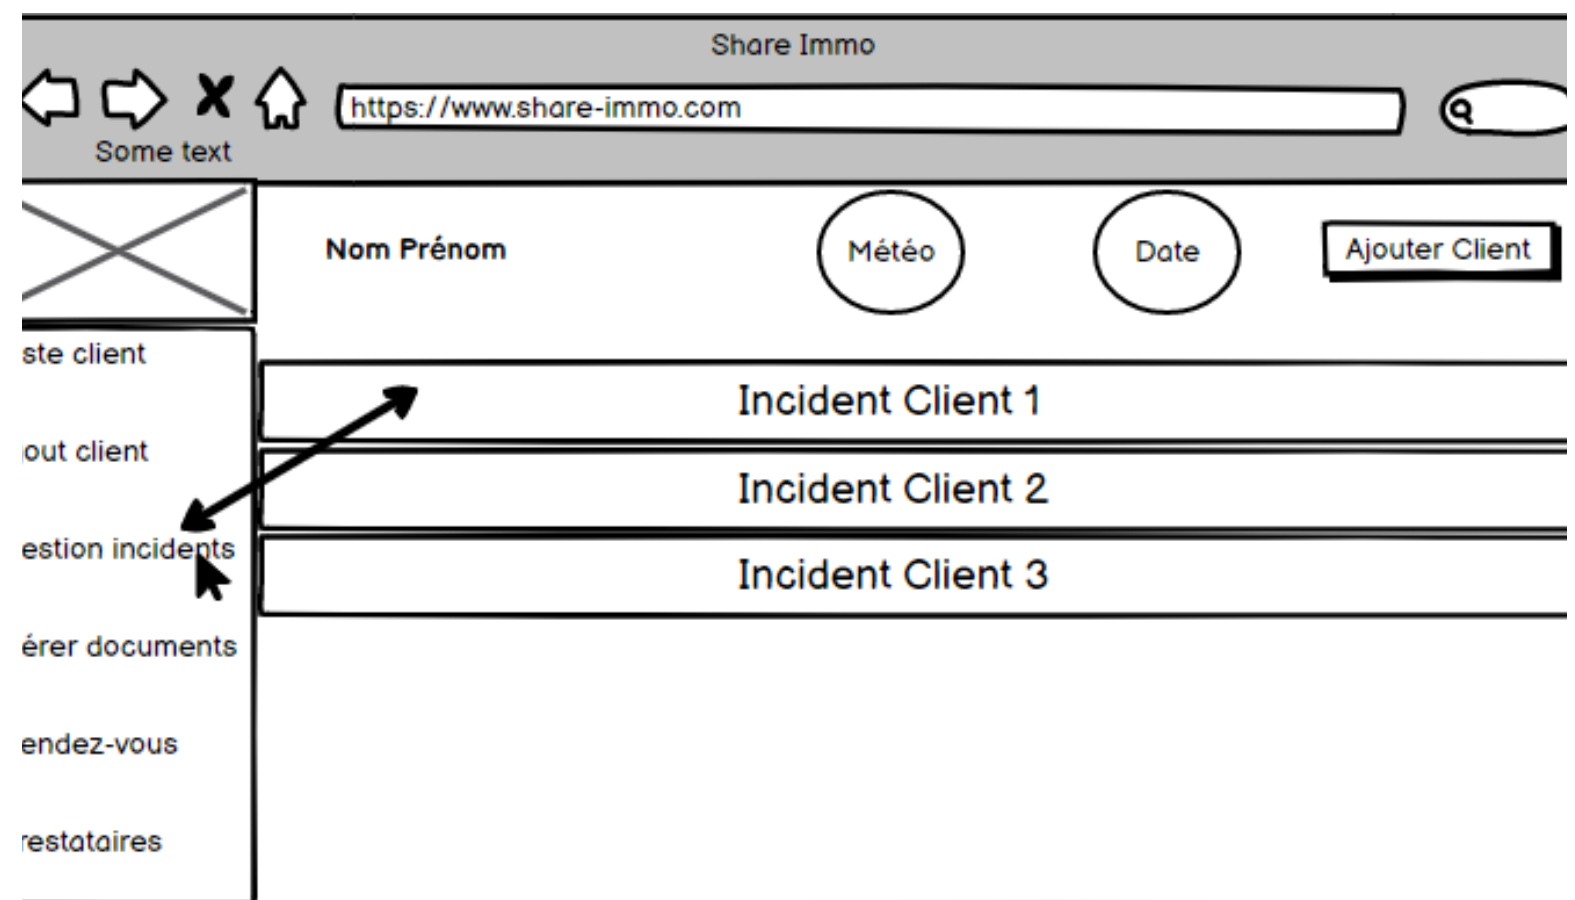 Share Immo
https://www.share-immo.com
Some text
Nom Prénom
Météo
Date
Ajouter Client
ste client
out client
estion incidents
érer documents
endez-vous
restataires
Incident Client 1
Incident Client 2
Incident Client 3